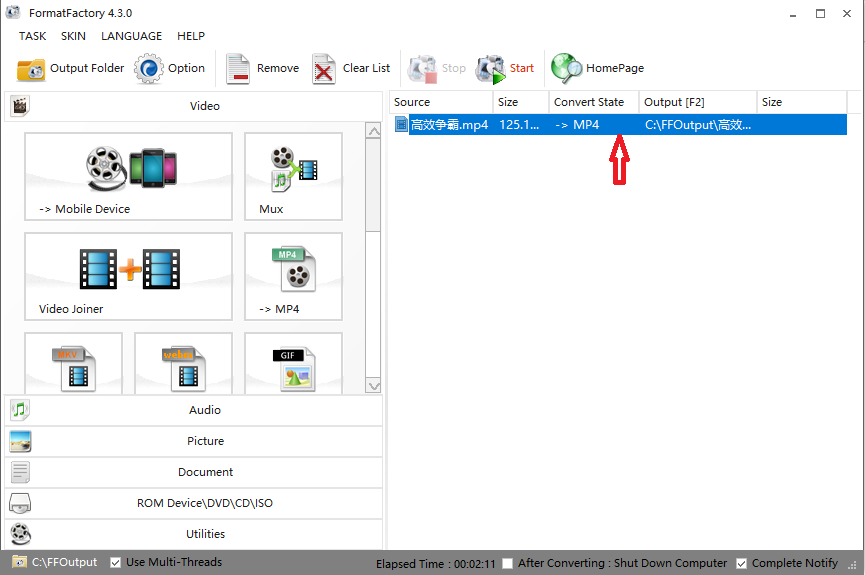 FormatFactory 4.3.0
TASK SKIN LANGUAGE HELP
Output Folder Option Remove Clear List Stop Start HomePage
Video
-> Mobile Device
Mux
Video Joiner
MP4
-> MP4
MKV
webm
GIF
Audio
Picture
Document
ROM Device\DVD\CD\ISO
Utilities
Source Size Convert State Output [F2] Size
高效争霸.mp4 125.1... -> MP4 C:\FFOutput\高效...
C:\FFOutput Use Multi-Threads Elapsed Time : 00:02:11 After Converting : Shut Down Computer Complete Notify